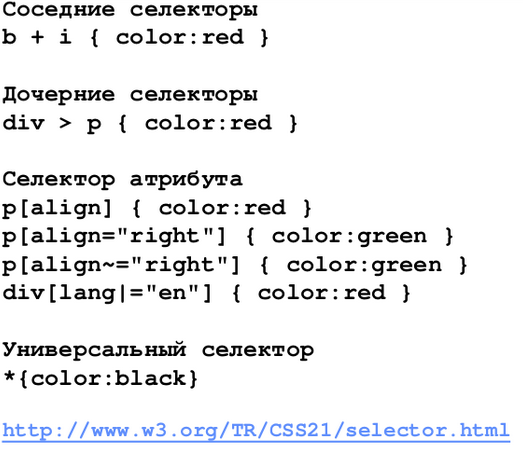 Соседние селекторы
b + i { color:red }
Дочерние селекторы
div > p { color:red }
Селектор атрибута
p[align] { color:red }
p[align="right"] { color:green }
p[align~="right"] { color:green }
div[lang|="en"] { color:red }
Универсальный селектор
*{color:black}
http://www.w3.org/TR/CSS21/selector.html